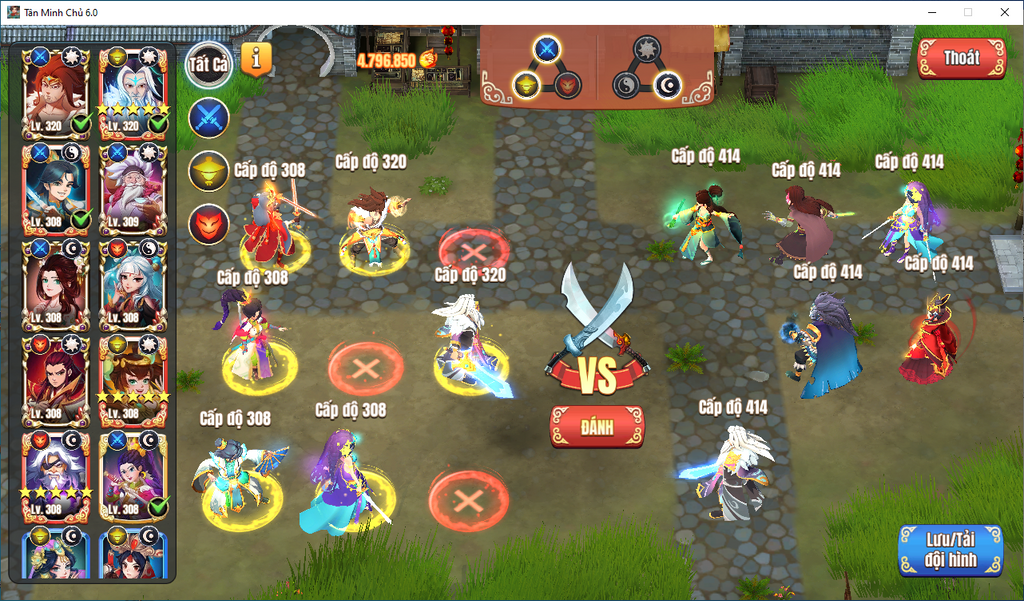 Tân Minh Chủ 6.0
Tất Cả
i
4.796.850
Thoát
Lv. 320
Lv. 320
Lv. 308
Lv. 309
Lv. 308
Lv. 308
Lv. 308
Lv. 308
Lv. 308
Lv. 308
Cấp độ 308
Cấp độ 320
Cấp độ 308
Cấp độ 320
Cấp độ 308
Cấp độ 308
Cấp độ 414
Cấp độ 414
Cấp độ 414
Cấp độ 414
Cấp độ 414
Cấp độ 414
VS
ĐÁNH
Lưu/Tải
đội hình